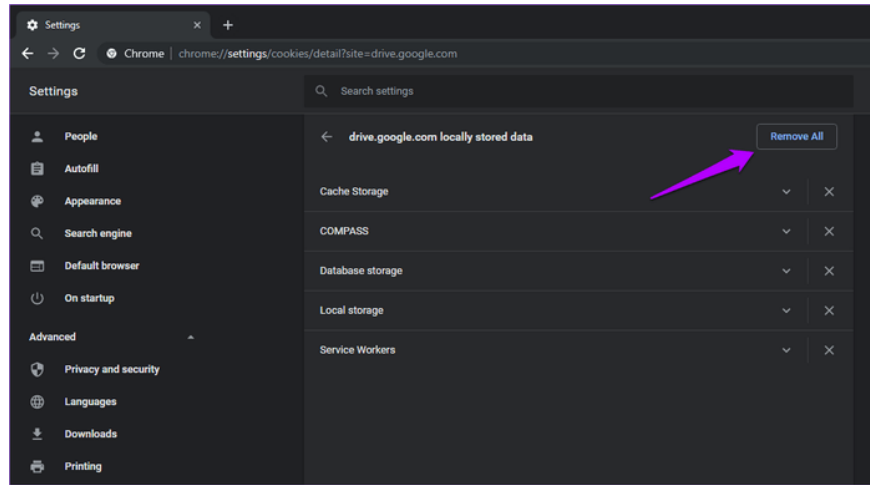 Settings
Chrome | chrome://settings/cookies/detail?site=drive.google.com
Settings
Search settings
People
Autofill
Appearance
Search engine
Default browser
On startup
Advanced
Privacy and security
Languages
Downloads
Printing
drive.google.com locally stored data
Remove All
Cache Storage
COMPASS
Database storage
Local storage
Service Workers